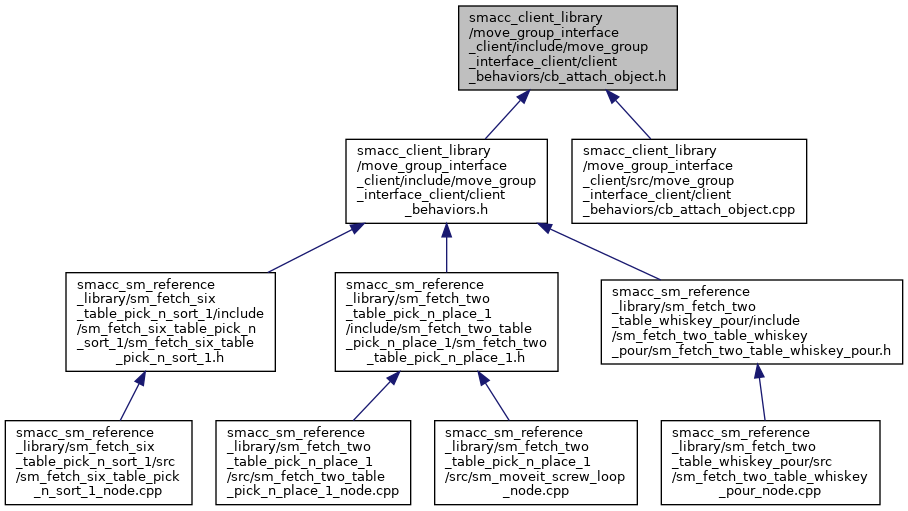 smacc_client_library
/move_group_interface
_client/include/move_group
_interface_client/client
_behaviors/cb_attach_object.h
smacc_client_library
/move_group_interface
_client/include/move_group
_interface_client/client
_behaviors.h
smacc_client_library
/move_group_interface
_client/src/move_group
_interface_client/client
_behaviors/cb_attach_object.cpp
smacc_sm_reference
_library/sm_fetch_six
_table_pick_n_sort_1/include
/sm_fetch_six_table_pick_n
_sort_1/sm_fetch_six_table
_pick_n_sort_1.h
smacc_sm_reference
_library/sm_fetch_two
_table_pick_n_place_1
/include/sm_fetch_two_table
_pick_n_place_1/sm_fetch_two
_table_pick_n_place_1.h
smacc_sm_reference
_library/sm_fetch_two
_table_whiskey_pour/include
/sm_fetch_two_table_whiskey
_pour/sm_fetch_two_table_whiskey_pour.h
smacc_sm_reference
_library/sm_fetch_six
_table_pick_n_sort_1/src
/sm_fetch_six_table_pick
_n_sort_1_node.cpp
smacc_sm_reference
_library/sm_fetch_two
_table_pick_n_place_1
/src/sm_fetch_two_table
_pick_n_place_1_node.cpp
smacc_sm_reference
_library/sm_fetch_two
_table_pick_n_place_1
/src/sm_moveit_screw_loop
_node.cpp
smacc_sm_reference
_library/sm_fetch_two
_table_whiskey_pour/src
/sm_fetch_two_table_whiskey
_pour_node.cpp